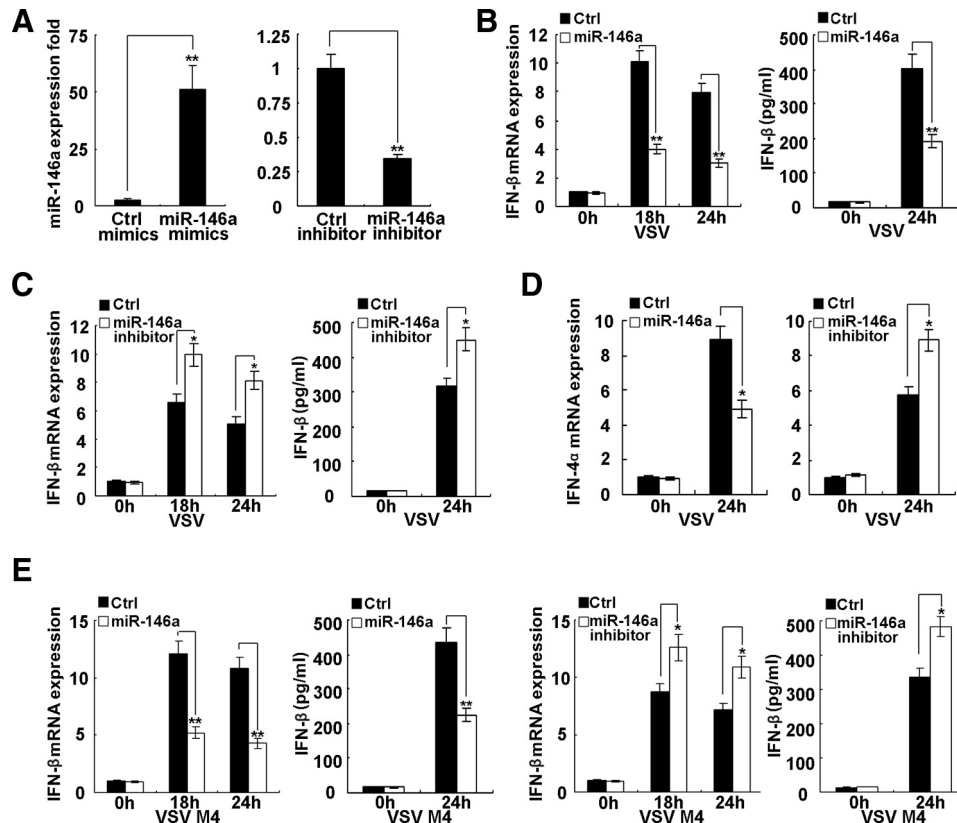 A
miR-146a expression fold
100
75
50
25
0
**
Ctrl mimics
miR-146a mimics
1.25
1
0.75
0.5
0.25
0
**
Ctrl inhibitor
miR-146a inhibitor
B
Ctrl
miR-146a
IFN-β mRNA expression
12
10
8
6
4
2
0
**
**
0h 18h 24h
VSV
IFN-β (pg/ml)
500
400
300
200
100
0
**
0h 24h
VSV
C
Ctrl
miR-146a
inhibitor
IFN-β mRNA expression
12
10
8
6
4
2
0
*
*
0h 18h 24h
VSV
IFN-β (pg/ml)
500
400
300
200
100
0
*
0h 24h
VSV
D
Ctrl
miR-146a
IFN-4α mRNA expression
10
8
6
4
2
0
*
0h 24h
VSV
Ctrl
miR-146a
inhibitor
10
8
6
4
2
0
*
0h 24h
VSV
E
Ctrl
miR-146a
IFN-β mRNA expression
15
10
5
0
**
**
0h 18h 24h
VSV M4
Ctrl
miR-146a
IFN-β (pg/ml)
500
400
300
200
100
0
**
0h 24h
VSV M4
Ctrl
miR-146a
inhibitor
IFN-β mRNA expression
15
10
5
0
*
*
0h 18h 24h
VSV M4
Ctrl
miR-146a
inhibitor
IFN-β (pg/ml)
500
400
300
200
100
0
*
0h 24h
VSV M4